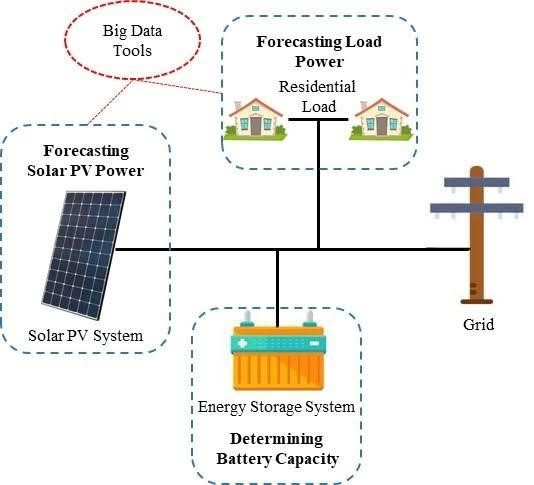 Big Data
Tools
Forecasting Load
Power
Residential
Load
Forecasting
Solar PV Power
Solar PV System
Grid
Energy Storage System
Determining
Battery Capacity